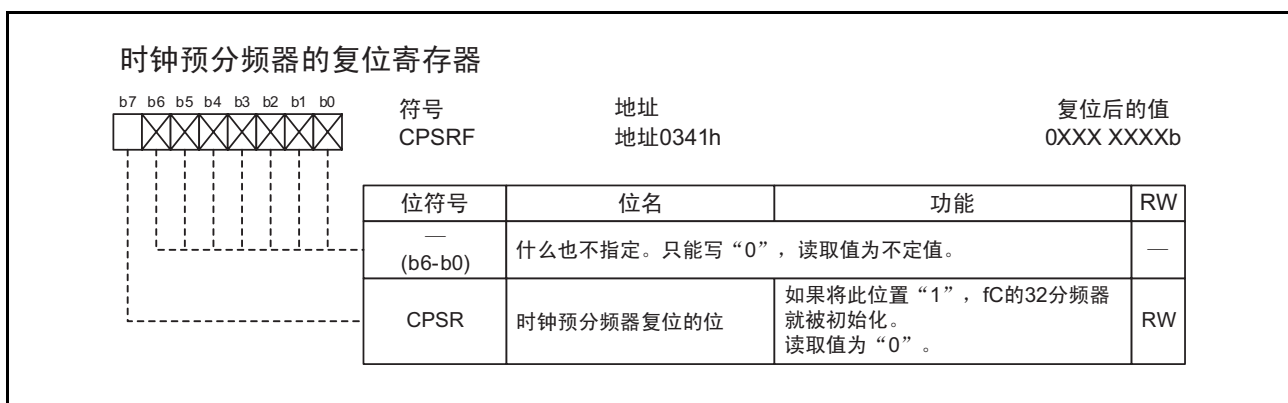 时钟预分频器的复位寄存器
b7 b6 b5 b4 b3 b2 b1 b0
符号 地址 复位后的值
CPSRF 地址0341h 0XXX XXXXb
位符号 位名 功能 RW
—
(b6-b0) 什么也不指定。只能写“0”，读取值为不定值。 —
CPSR 时钟预分频器复位的位 如果将此位置“1”，fC的32分频器
就被初始化。
读取值为“0”。 RW